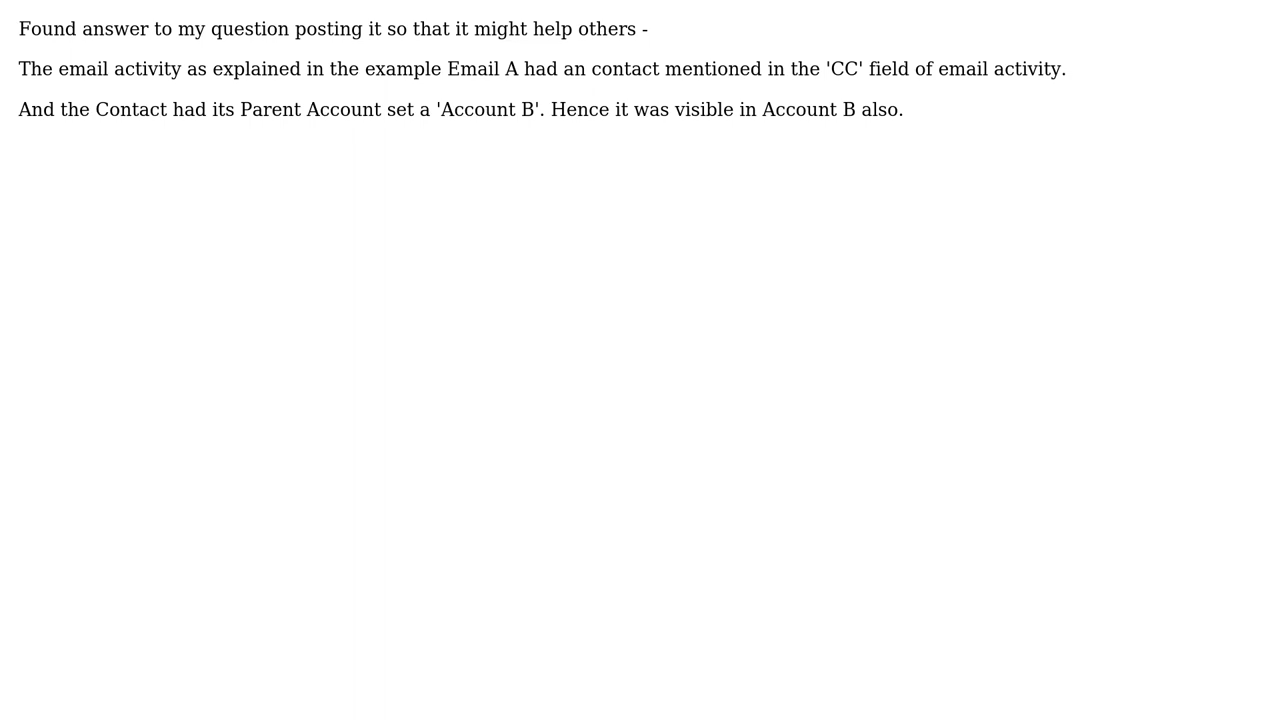 Found answer to my question posting it so that it might help others -
The email activity as explained in the example Email A had an contact mentioned in the 'CC' field of email activity.
And the Contact had its Parent Account set a 'Account B'. Hence it was visible in Account B also.